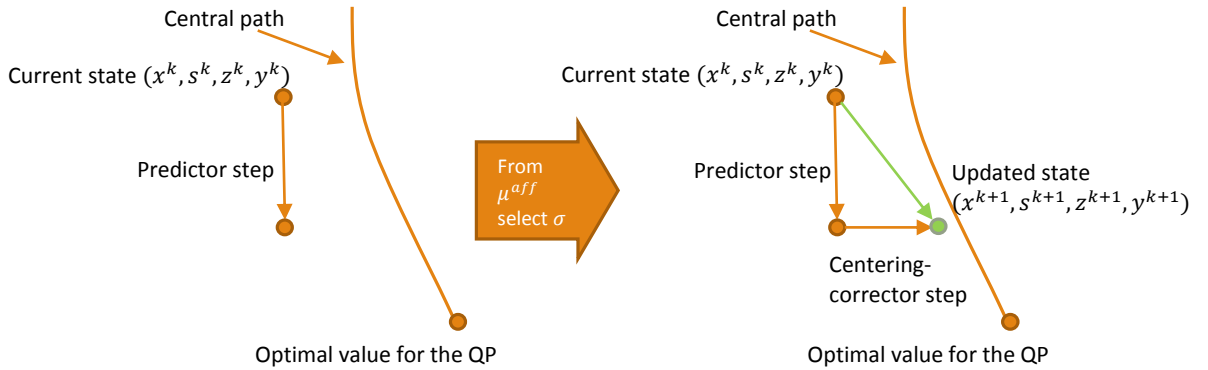 Central path
Current state (x^k, s^k, z^k, y^k)
Predictor step
Optimal value for the QP
From
μ^{aff}
select σ
Central path
Current state (x^k, s^k, z^k, y^k)
Predictor step
Updated state
(x^{k+1}, s^{k+1}, z^{k+1}, y^{k+1})
Centering-
corrector step
Optimal value for the QP